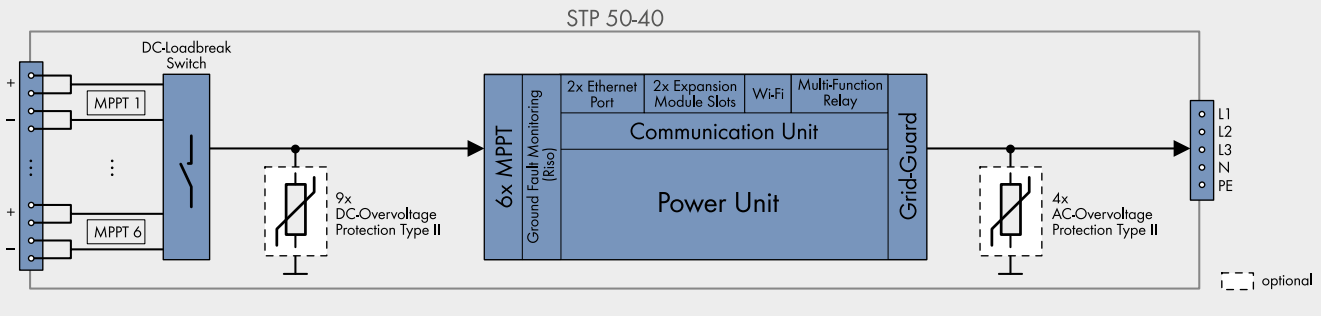 STP 50-40
DC-Loadbreak
Switch
+
MPPT 1
−
...
...
+
MPPT 6
−
9x
DC-Overvoltage
Protection Type II
6x MPPT
Ground Fault Monitoring
(Riso)
2x Ethernet
Port
2x Expansion
Module Slots
Wi-Fi
Multi-Function
Relay
Communication Unit
Power Unit
Grid-Guard
4x
AC-Overvoltage
Protection Type II
L1
L2
L3
N
PE
optional